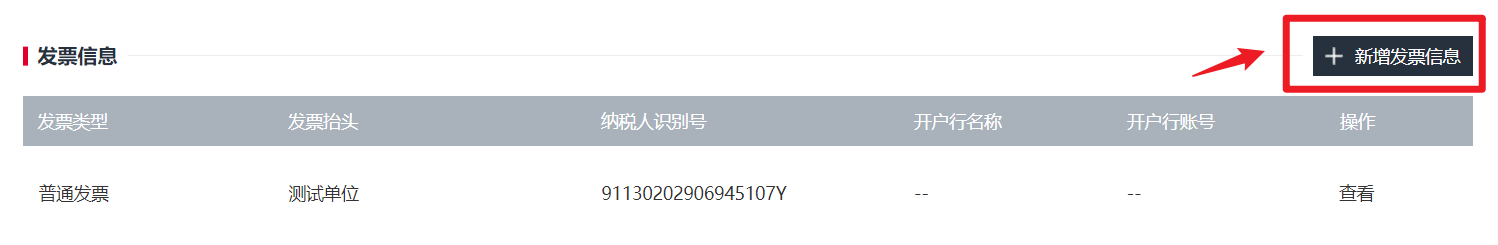 发票信息
+ 新增发票信息
发票类型 发票抬头 纳税人识别号 开户行名称 开户行账号 操作
普通发票 测试单位 91130202906945107Y -- -- 查看